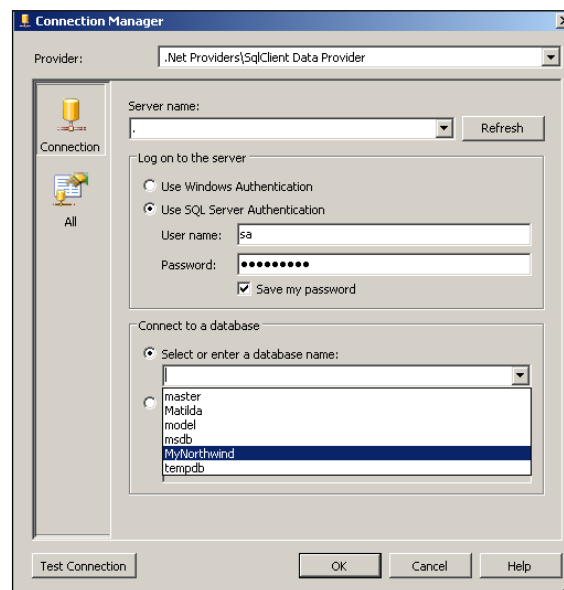 Connection Manager
Provider:
.Net Providers\SqlClient Data Provider
Connection
All
Server name:
.
Refresh
Log on to the server
Use Windows Authentication
Use SQL Server Authentication
User name:
sa
Password:
●●●●●●●●●
Save my password
Connect to a database
Select or enter a database name:
master
Matilda
model
msdb
MyNorthwind
tempdb
Test Connection
OK
Cancel
Help